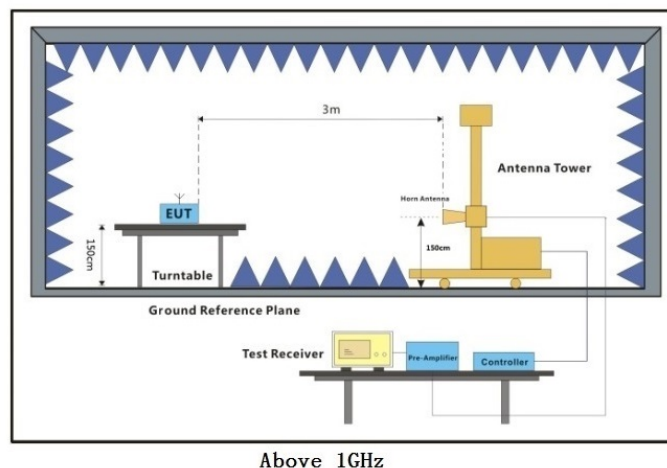 3m
Antenna Tower
Horn Antenna
EUT
150cm
150cm
Turntable
Ground Reference Plane
Test Receiver
Pre-Amplifier
Controller
Above 1GHz